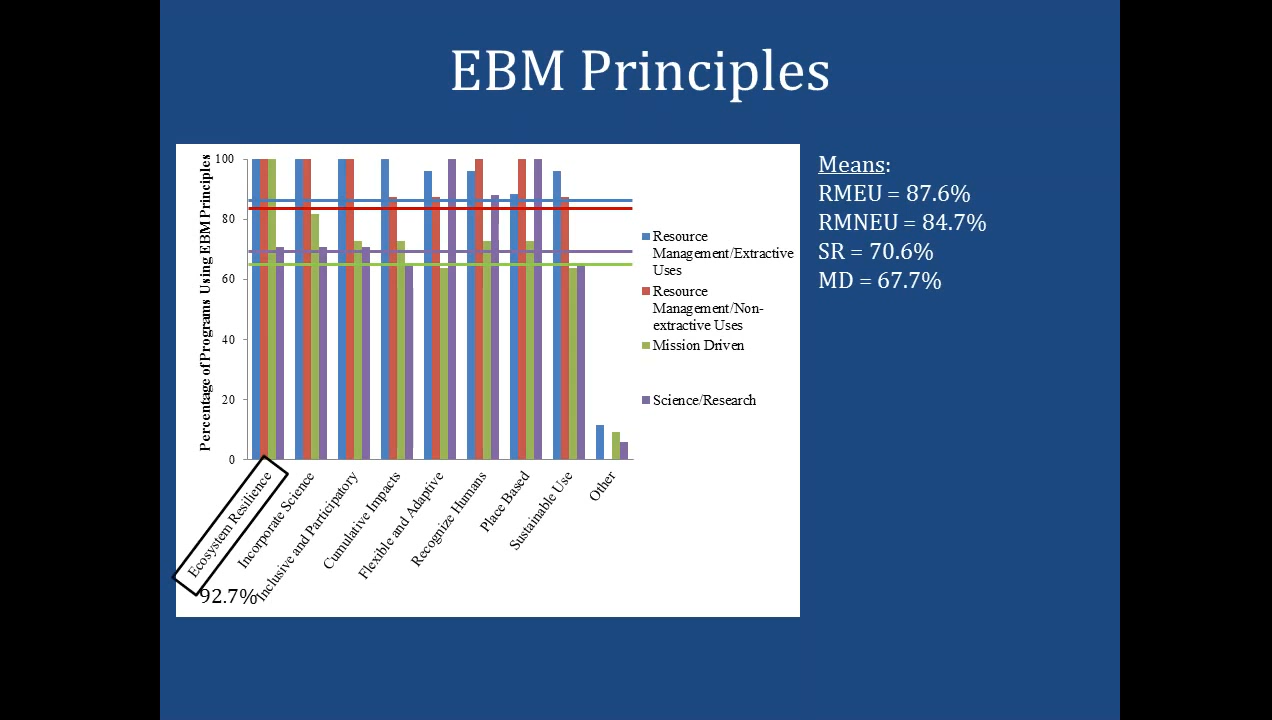 EBM Principles
Percentage of Programs Using EBM Principles
100
80
60
40
20
0
Ecosystem Resilience
Incorporate Science
Inclusive and Participatory
Cumulative Impacts
Flexible and Adaptive
Recognize Humans
Place Based
Sustainable Use
Other
92.7%
Resource
Management/Extractive
Uses
Resource
Management/Non-
extractive Uses
Mission Driven
Science/Research
Means:
RMEU = 87.6%
RMNEU = 84.7%
SR = 70.6%
MD = 67.7%